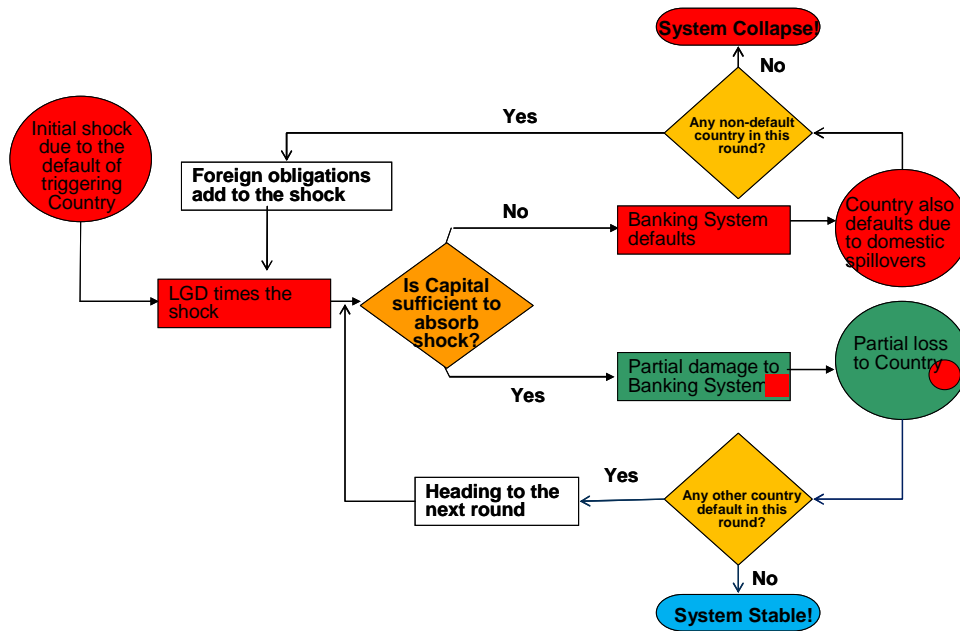 System Collapse!
No
Yes
Any non-default
country in this
round?
Initial shock
due to the
default of
triggering
Country
Foreign obligations
add to the shock
No
Banking System
defaults
Country also
defaults due
to domestic
spillovers
LGD times the
shock
Is Capital
sufficient to
absorb
shock?
Partial damage to
Banking System
Partial loss
to Country
Yes
Yes
Heading to the
next round
Any other country
default in this
round?
No
System Stable!